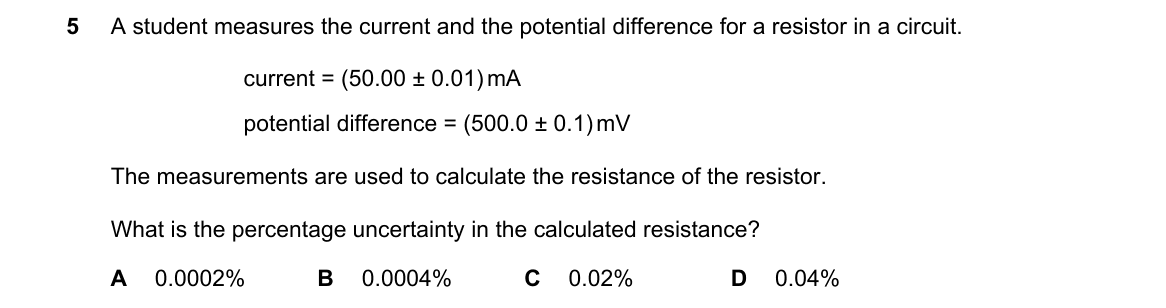 5 A student measures the current and the potential difference for a resistor in a circuit.
current = (50.00 ± 0.01) mA
potential difference = (500.0 ± 0.1) mV
The measurements are used to calculate the resistance of the resistor.
What is the percentage uncertainty in the calculated resistance?
A 0.0002% B 0.0004% C 0.02% D 0.04%